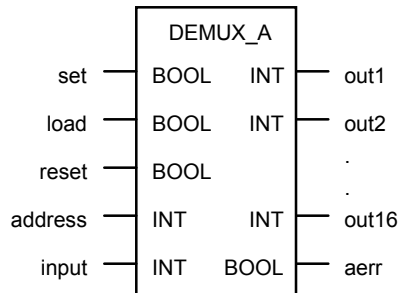 DEMUX_A
set BOOL INT out1
load BOOL INT out2
reset BOOL .
.
address INT INT out16
input INT BOOL aerr